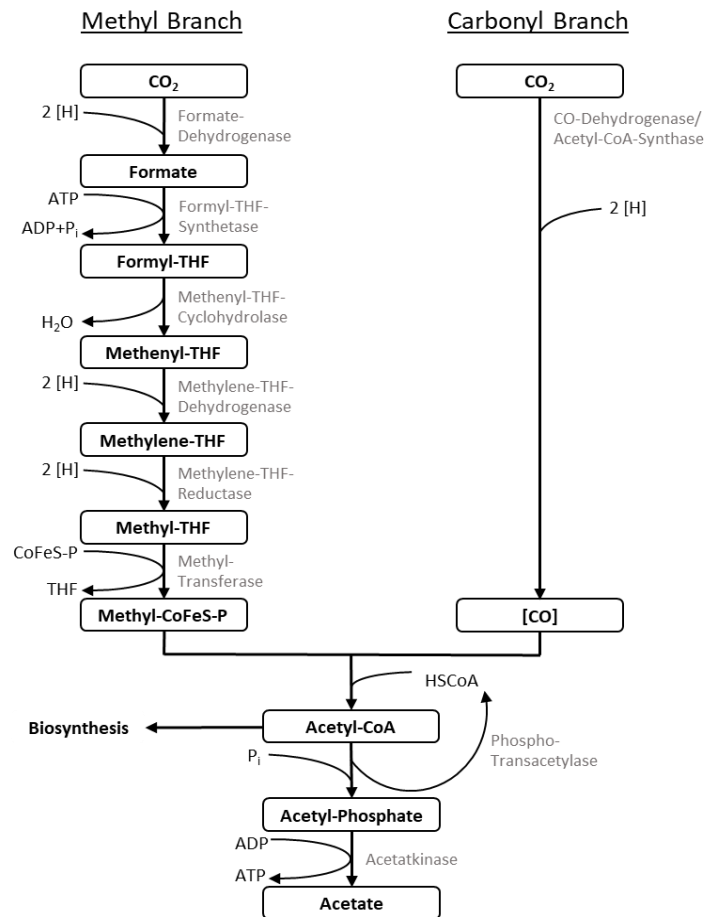 Methyl Branch
Carbonyl Branch
CO₂
CO₂
2 [H]
Formate-
Dehydrogenase
CO-Dehydrogenase/
Acetyl-CoA-Synthase
Formate
ATP
ADP+Pᵢ
Formyl-THF-
Synthetase
2 [H]
Formyl-THF
H₂O
Methenyl-THF-
Cyclohydrolase
Methenyl-THF
2 [H]
Methylene-THF-
Dehydrogenase
Methylene-THF
2 [H]
Methylene-THF-
Reductase
Methyl-THF
CoFeS-P
THF
Methyl-
Transferase
Methyl-CoFeS-P
[CO]
HSCoA
Biosynthesis
Acetyl-CoA
Pᵢ
Phospho-
Transacetylase
Acetyl-Phosphate
ADP
ATP
Acetatkinase
Acetate